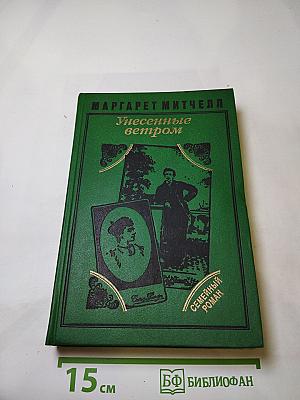 МАРГАРЕТ МИТЧЕЛЛ
Унесенные
ветром
СЕМЕЙНЫЙ
РОМАН
15 см
БФ БИБЛИОФАН